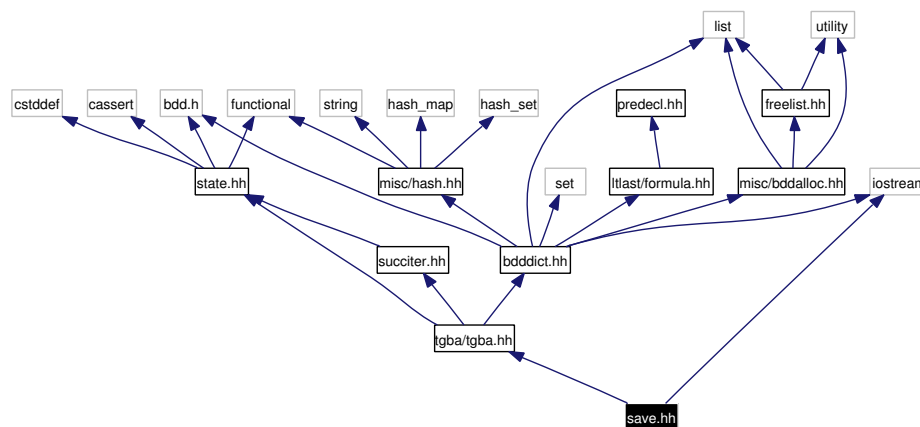 list
utility
cstddef
cassert
bdd.h
functional
string
hash_map
hash_set
predecl.hh
freelist.hh
state.hh
misc/hash.hh
set
ltlast/formula.hh
misc/bddalloc.hh
iostream
succiter.hh
bdddict.hh
tgba/tgba.hh
save.hh